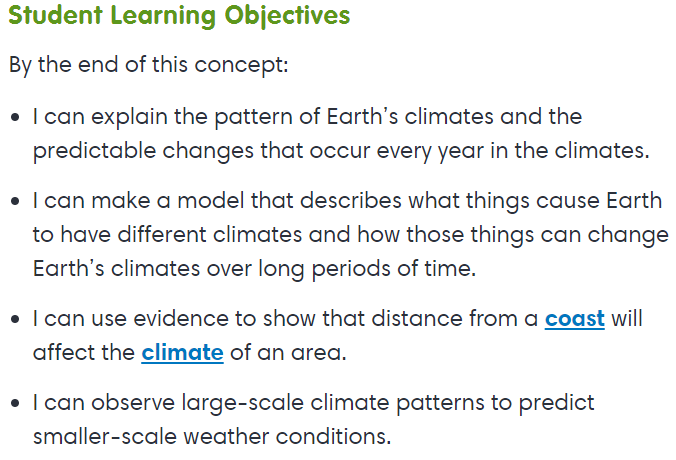 Student Learning Objectives
By the end of this concept:
• I can explain the pattern of Earth's climates and the
predictable changes that occur every year in the climates.
• I can make a model that describes what things cause Earth
to have different climates and how those things can change
Earth's climates over long periods of time.
• I can use evidence to show that distance from a coast will
affect the climate of an area.
• I can observe large-scale climate patterns to predict
smaller-scale weather conditions.